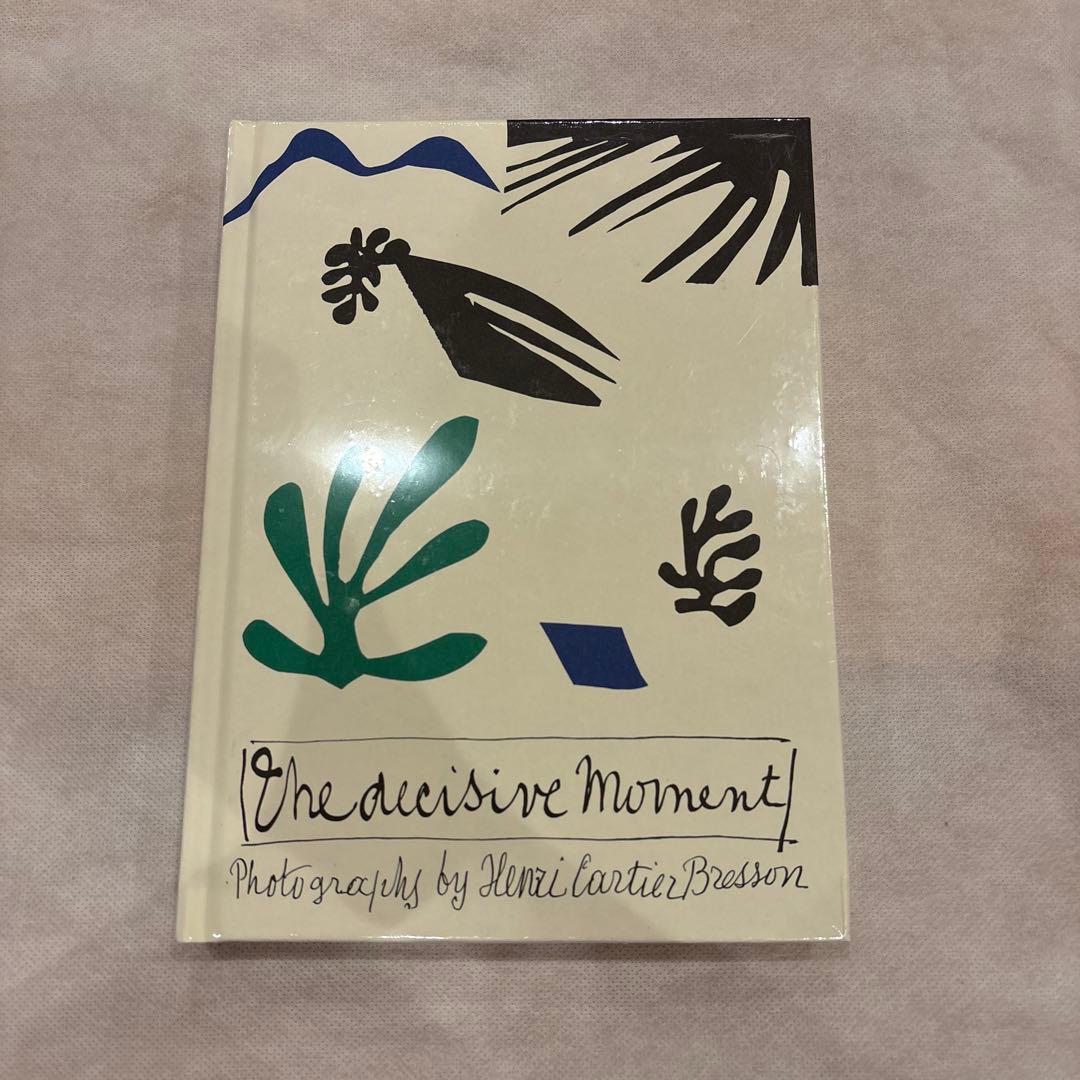 The decisive Moment
Photographs by Henri Cartier Bresson